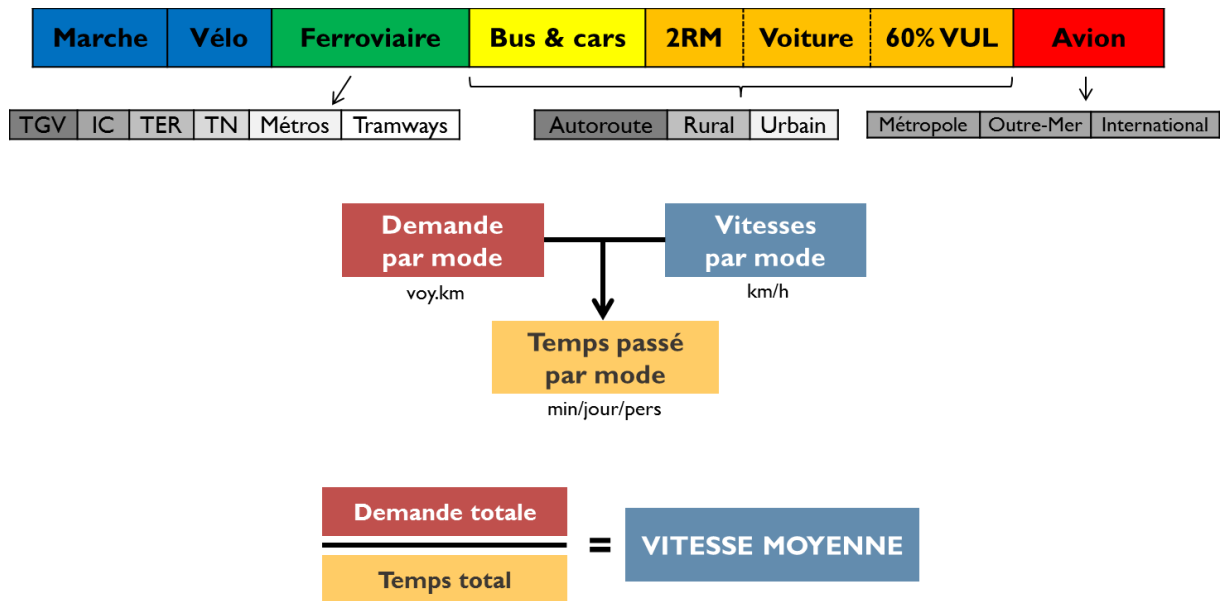 Marche Vélo Ferroviaire Bus & cars 2RM Voiture 60% VUL Avion
TGV IC TER TN Métros Tramways Autoroute Rural Urbain Métropole Outre-Mer International
Demande
par mode
Vitesses
par mode
voy.km
km/h
Temps passé
par mode
min/jour/pers
Demande totale
Temps total
= VITESSE MOYENNE